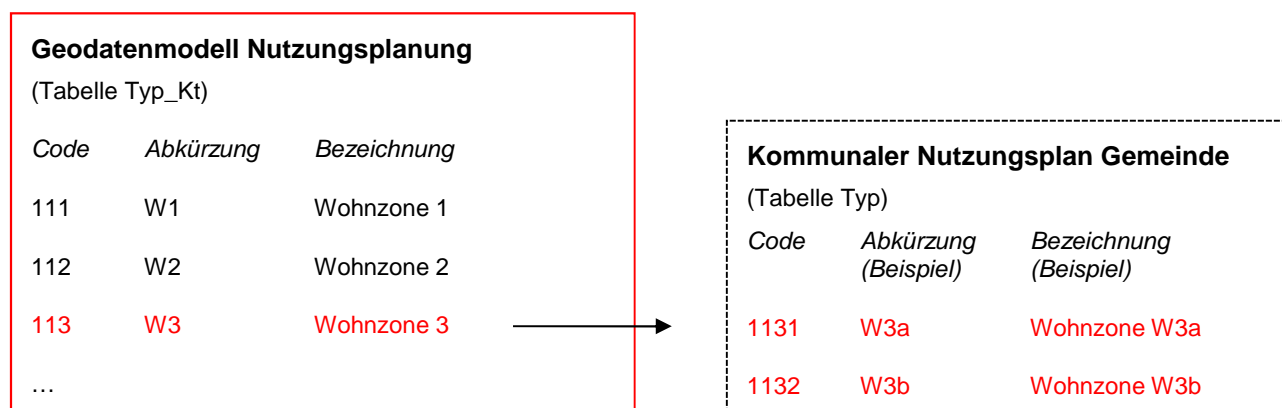 Geodatenmodell Nutzungsplanung
(Tabelle Typ_Kt)
Code Abkürzung Bezeichnung
111 W1 Wohnzone 1
112 W2 Wohnzone 2
113 W3 Wohnzone 3
…
Kommunaler Nutzungsplan Gemeinde
(Tabelle Typ)
Code Abkürzung Bezeichnung
(Beispiel) (Beispiel)
1131 W3a Wohnzone W3a
1132 W3b Wohnzone W3b